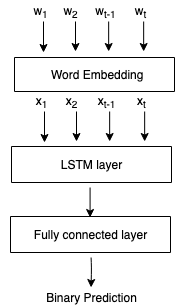 w1 w2 wt-1 wt
Word Embedding
x1 x2 xt-1 xt
LSTM layer
Fully connected layer
Binary Prediction